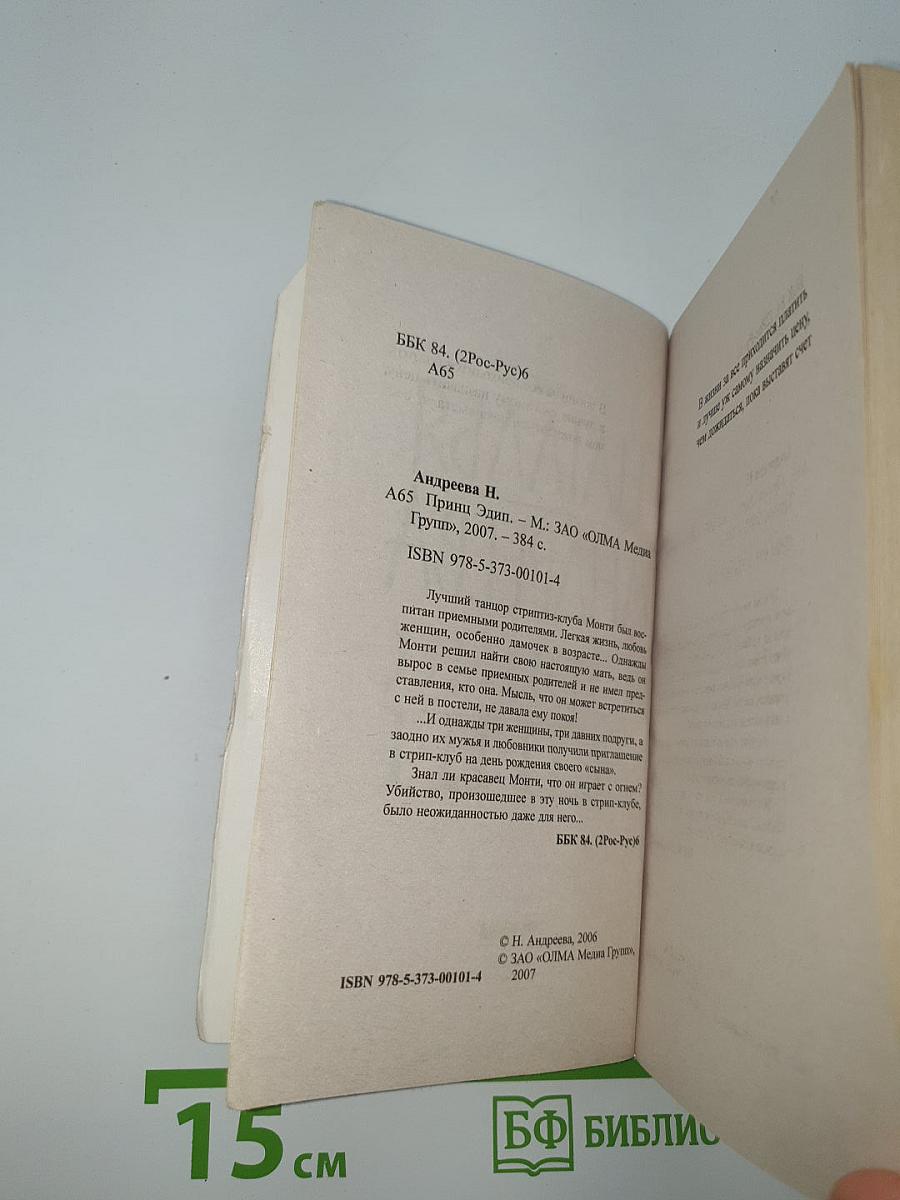 ББК 84. (2Рос-Рус)6
А65
Андреева Н.
А65 Принц Эдип. – М.: ЗАО «ОЛМА Медиа
Групп», 2007. – 384 с.
ISBN 978-5-373-00101-4
Лучший танцор стриптиз-клуба Монти был вос-
питан приемными родителями. Легкая жизнь, любовь
женщин, особенно дамочек в возрасте... Однажды
Монти решил найти свою настоящую мать, ведь он
вырос в семье приемных родителей и не имел пред-
ставления, кто она. Мысль, что он может встретиться
с ней в постели, не давала ему покоя!
...И однажды три женщины, три давних подруги, а
заодно их мужья и любовники получили приглашение
в стрип-клуб на день рождения своего «сына».
Знал ли красавец Монти, что он играет с огнем?
Убийство, произошедшее в эту ночь в стрип-клубе,
было неожиданностью даже для него...
ББК 84. (2Рос-Рус)6
© Н. Андреева, 2006
© ЗАО «ОЛМА Медиа Групп»,
2007
ISBN 978-5-373-00101-4
В жизни за все приходится платить
и лучше уж самому назначить цену,
чем дожидаться, пока выставят счет
15 см
БФ БИБЛИО